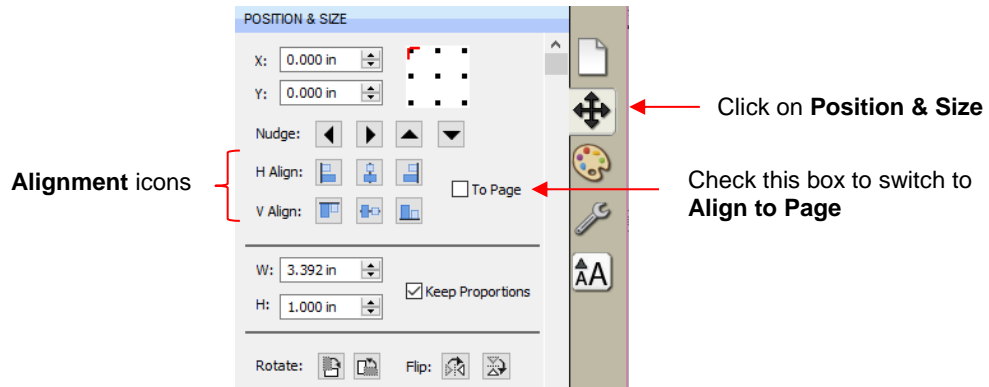 POSITION & SIZE
X: 0.000 in
Y: 0.000 in
Click on Position & Size
Nudge:
Alignment icons
H Align:
To Page
Check this box to switch to
Align to Page
V Align:
W: 3.392 in
Keep Proportions
H: 1.000 in
AA
Rotate:
Flip: